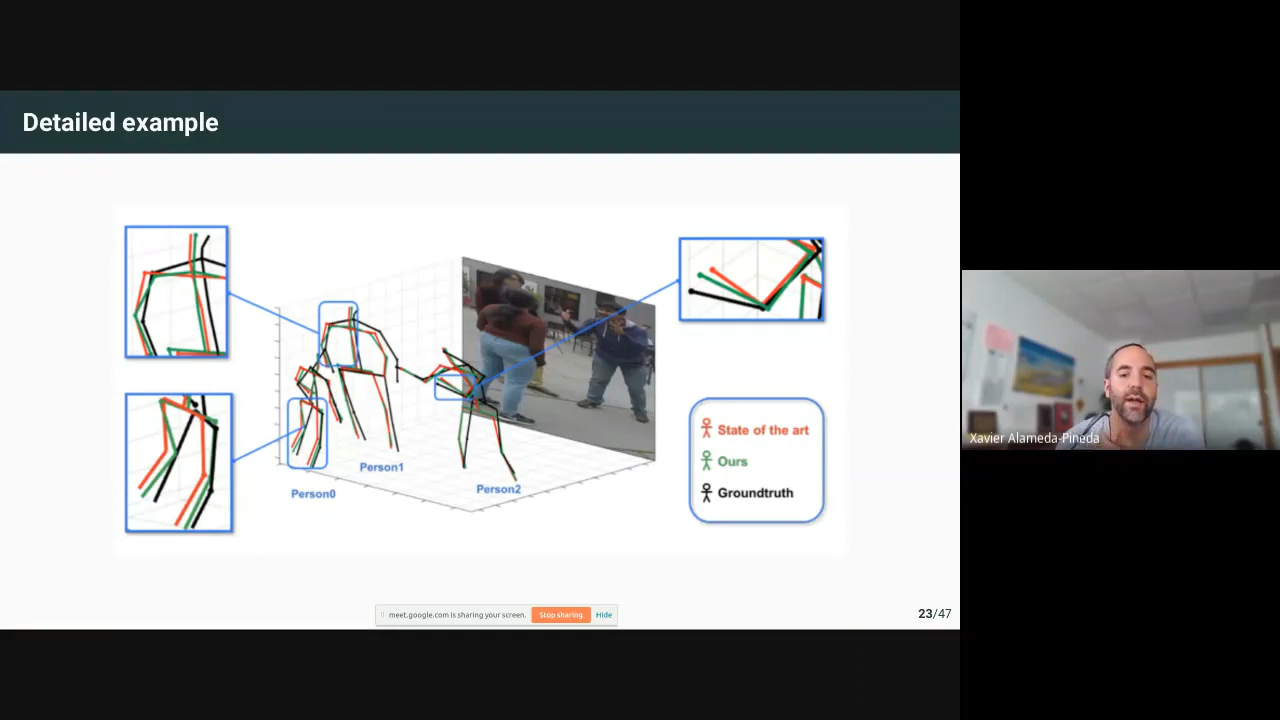 Detailed example
State of the art
Ours
Groundtruth
Person1
Person0
Person2
Xavier Alameda-Pineda
meet.google.com is sharing your screen.
Stop sharing
Hide
23/47